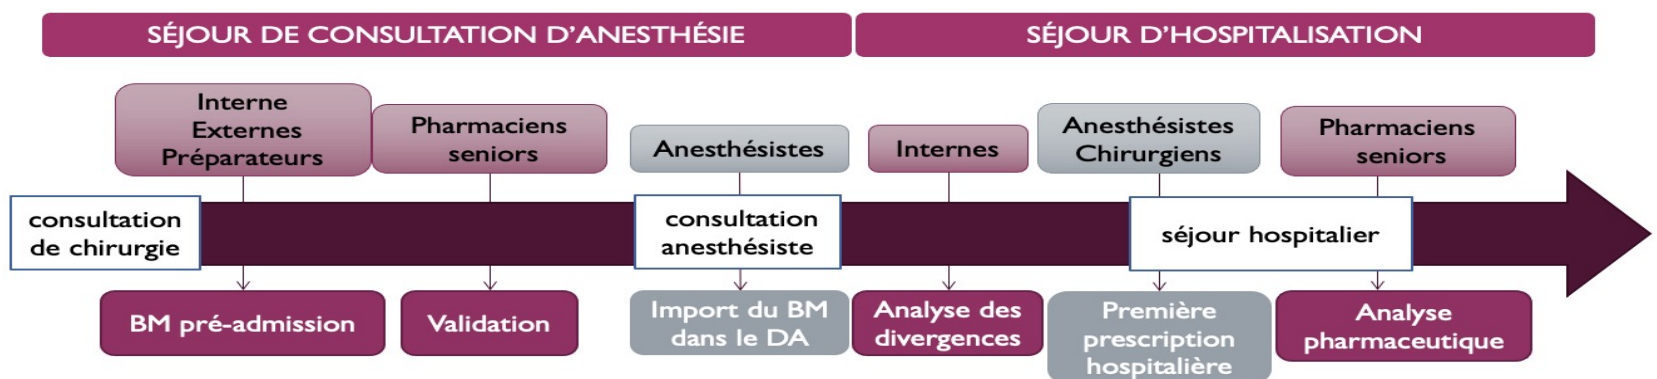 SÉJOUR DE CONSULTATION D'ANESTHÉSIE
SÉJOUR D'HOSPITALISATION
Interne
Externes
Préparateurs
Pharmaciens
seniors
Anesthésistes
Internes
Anesthésistes
Chirurgiens
Pharmaciens
seniors
consultation
de chirurgie
consultation
anesthésiste
séjour hospitalier
BM pré-admission
Validation
Import du BM
dans le DA
Analyse des
divergences
Première
prescription
hospitalière
Analyse
pharmaceutique